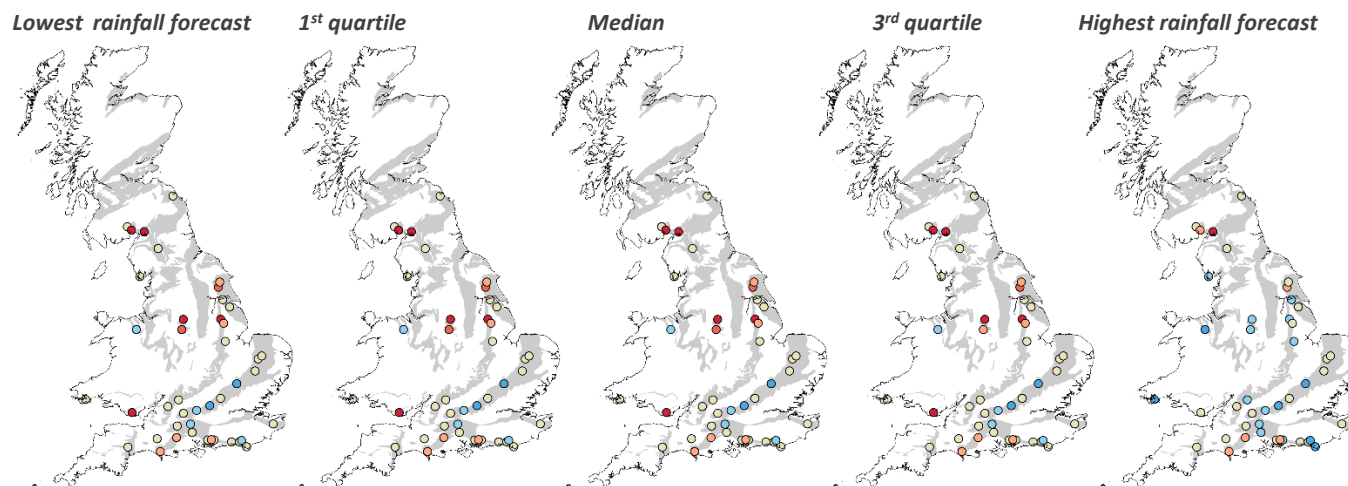 Lowest rainfall forecast
1st quartile
Median
3rd quartile
Highest rainfall forecast